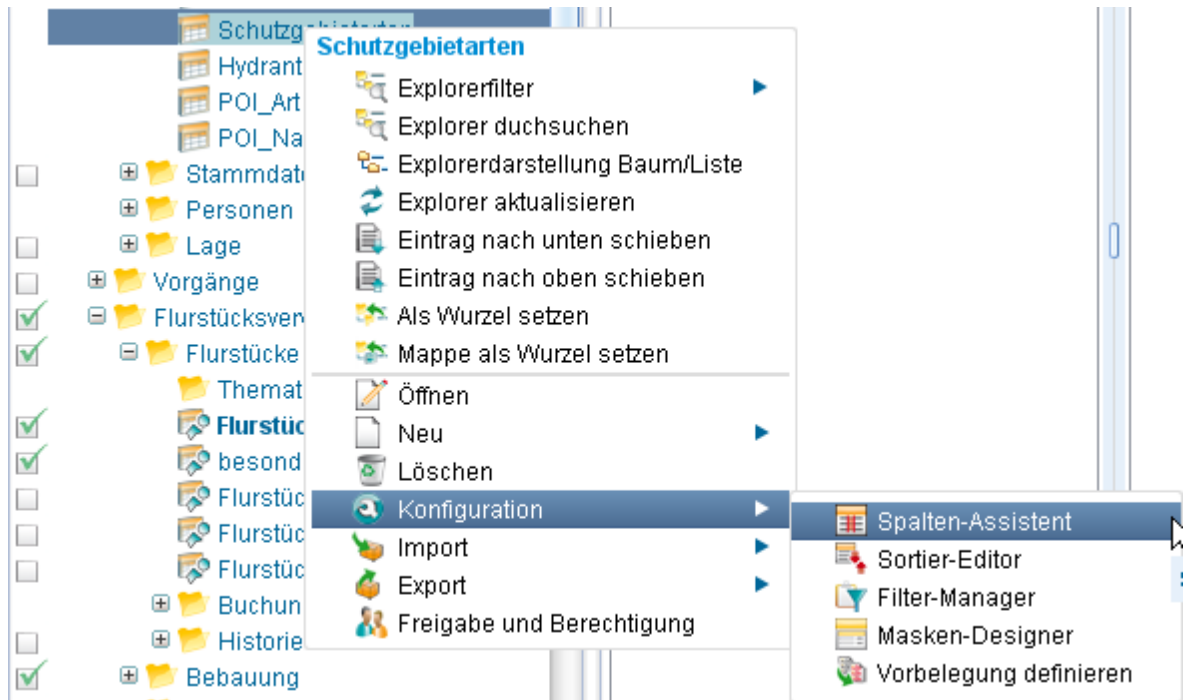 Schutzgebietarten
Hydrant
POI_Art
POI_Na
Stammdat
Personen
Lage
Vorgänge
Flurstücksver
Flurstücke
Themat
Flurstüc
besond
Flurstüc
Flurstüc
Flurstüc
Buchun
Historie
Bebauung
Schutzgebietarten
Explorerfilter
Explorer duchsuchen
Explorerdarstellung Baum/Liste
Explorer aktualisieren
Eintrag nach unten schieben
Eintrag nach oben schieben
Als Wurzel setzen
Mappe als Wurzel setzen
Öffnen
Neu
Löschen
Konfiguration
Import
Export
Freigabe und Berechtigung
Spalten-Assistent
Sortier-Editor
Filter-Manager
Masken-Designer
Vorbelegung definieren